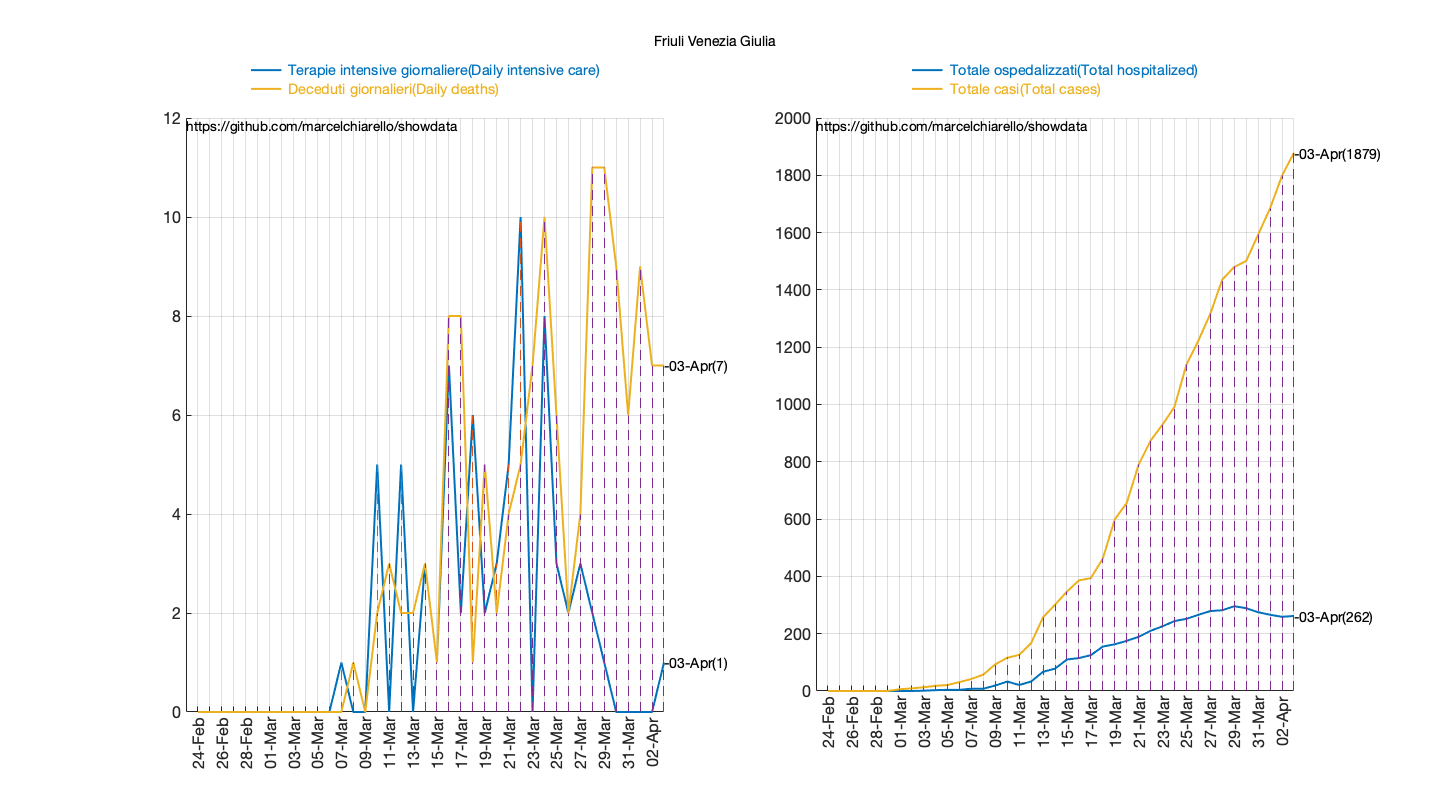 Friuli Venezia Giulia
Terapie intensive giornaliere(Daily intensive care)
Deceduti giornalieri(Daily deaths)
https://github.com/marcelchiarello/showdata
12
10
8
6
4
2
0
-03-Apr(7)
-03-Apr(1)
24-Feb
26-Feb
28-Feb
01-Mar
03-Mar
05-Mar
07-Mar
09-Mar
11-Mar
13-Mar
15-Mar
17-Mar
19-Mar
21-Mar
23-Mar
25-Mar
27-Mar
29-Mar
31-Mar
02-Apr
Totale ospedalizzati(Total hospitalized)
Totale casi(Total cases)
https://github.com/marcelchiarello/showdata
2000
1800
1600
1400
1200
1000
800
600
400
200
0
-03-Apr(1879)
-03-Apr(262)
24-Feb
26-Feb
28-Feb
01-Mar
03-Mar
05-Mar
07-Mar
09-Mar
11-Mar
13-Mar
15-Mar
17-Mar
19-Mar
21-Mar
23-Mar
25-Mar
27-Mar
29-Mar
31-Mar
02-Apr